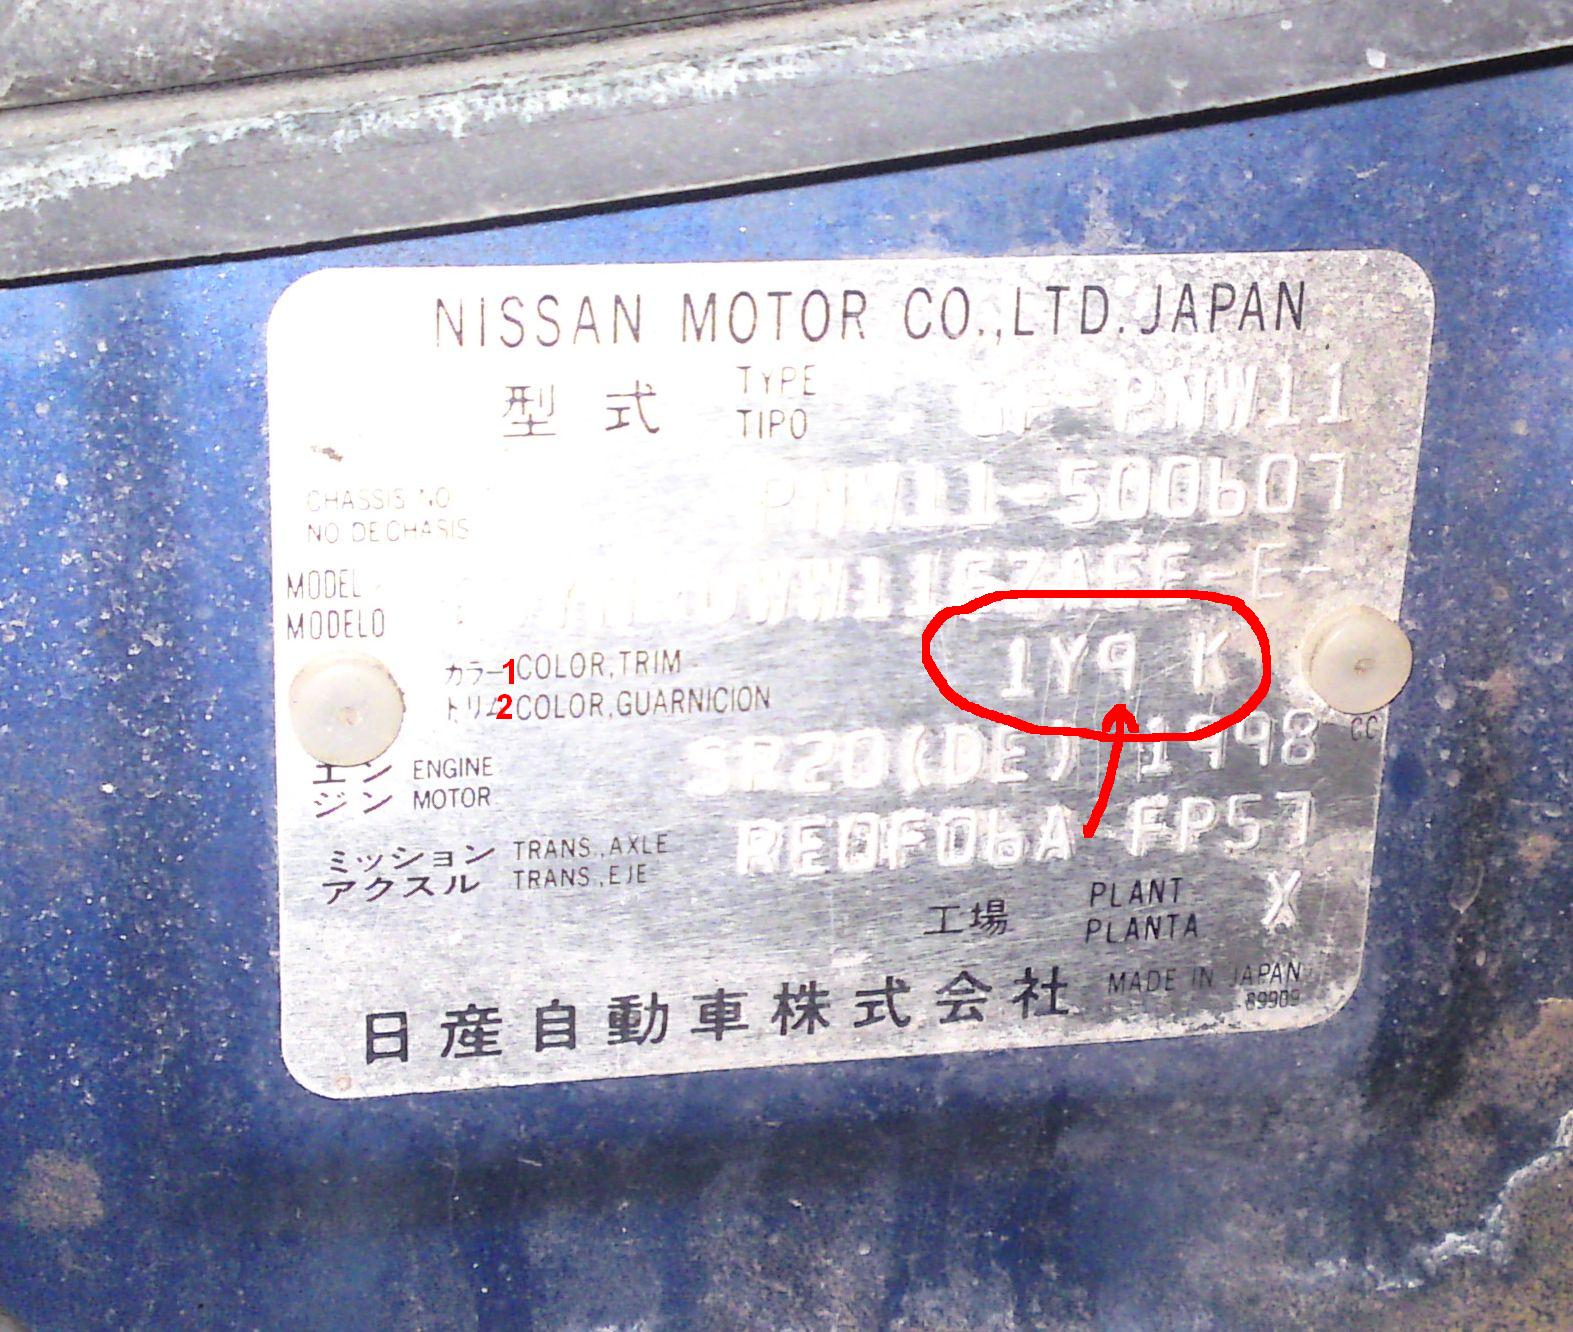 NISSAN MOTOR CO.,LTD.JAPAN
型式 TYPE GF-PNW11
TIPO
CHASSIS NO PNW11-500607
NO DE CHASIS
MODEL
MODELO
カラー 1 COLOR,TRIM 1Y9 K
トリム 2 COLOR,GUARNICION
CC
エン ENGINE SR20(DE) 1998
ジン MOTOR
ミッション TRANS.,AXLE RE0F06A FP57
アクスル TRANS.,EJE
工場 PLANT X
PLANTA
MADE IN JAPAN
89909
日産自動車株式会社